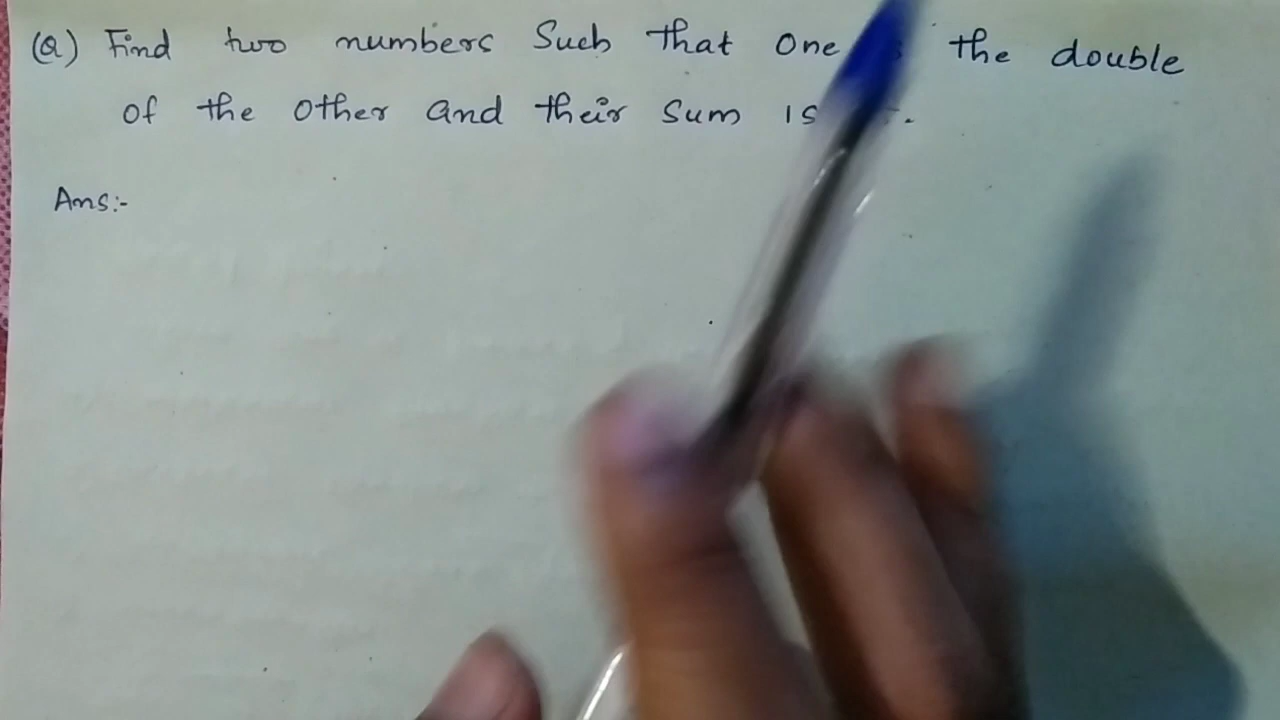 (Q) Find two numbers Such that One the double
of the Other and their Sum is
Ans:-